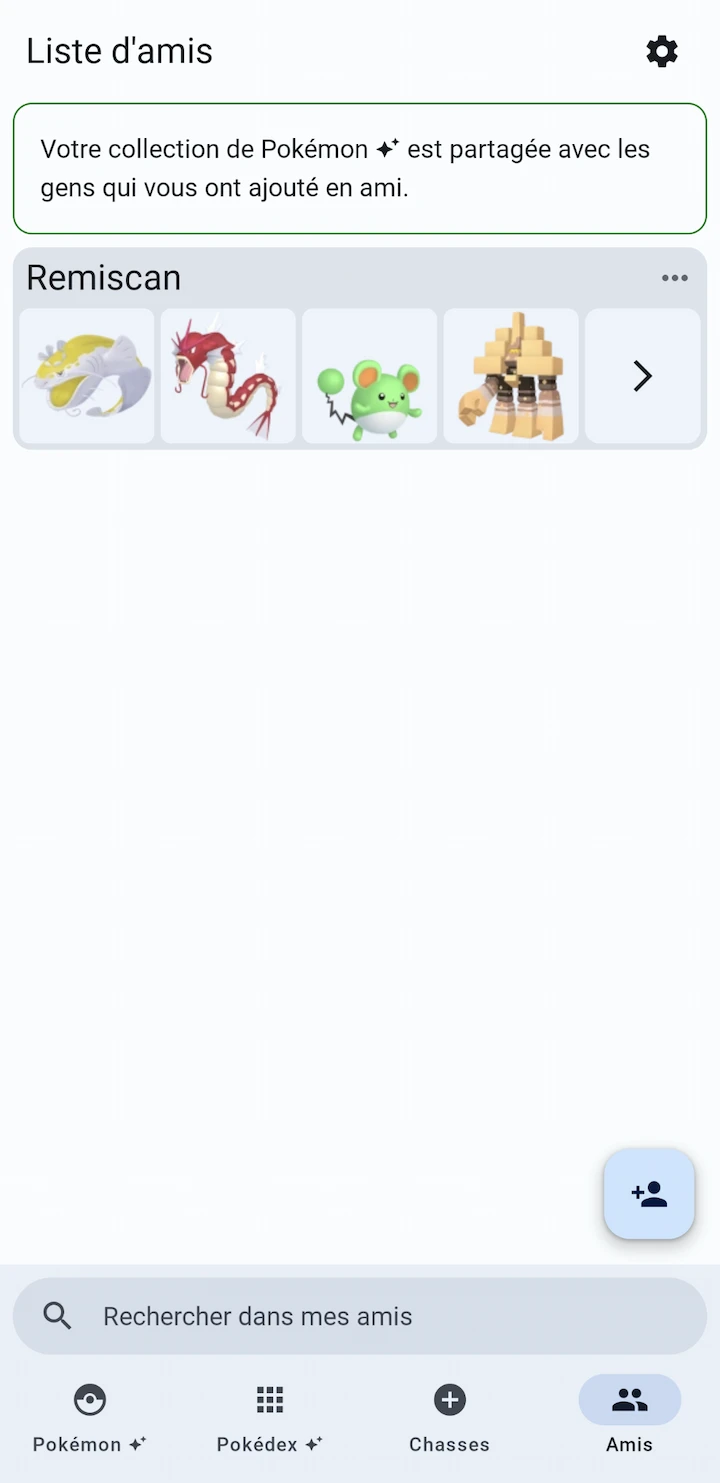 Liste d'amis
Votre collection de Pokémon ✦ est partagée avec les
gens qui vous ont ajouté en ami.
Remiscan
Rechercher dans mes amis
Pokémon ✦
Pokédex ✦
Chasses
Amis